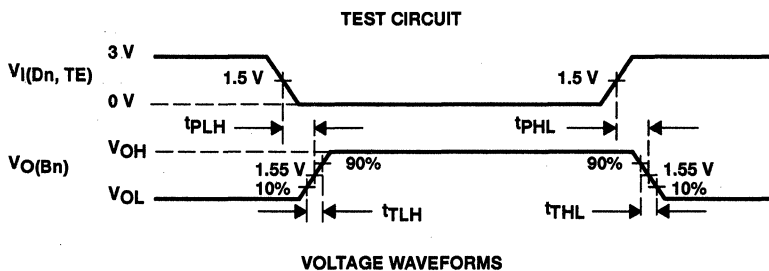 TEST CIRCUIT
3 V
VI(Dn, TE)
1.5 V
1.5 V
0 V
tPLH
tPHL
VOH
VO(Bn)
1.55 V
90%
90%
1.55 V
10%
10%
VOL
tTLH
tTHL
VOLTAGE WAVEFORMS